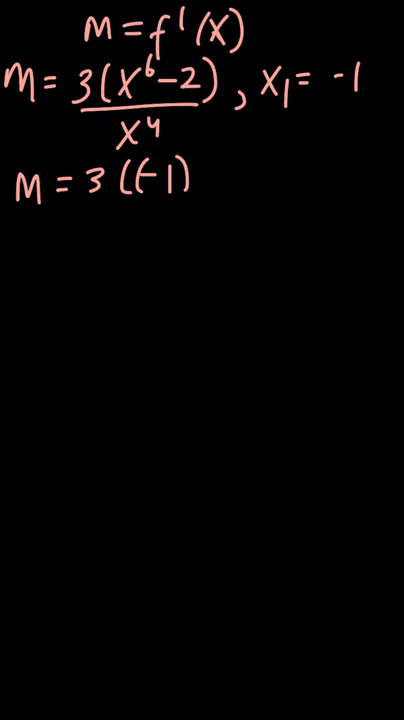 M = f'(x)
M = 3(x⁶-2)/x⁴, x₁ = -1
M = 3((-1)